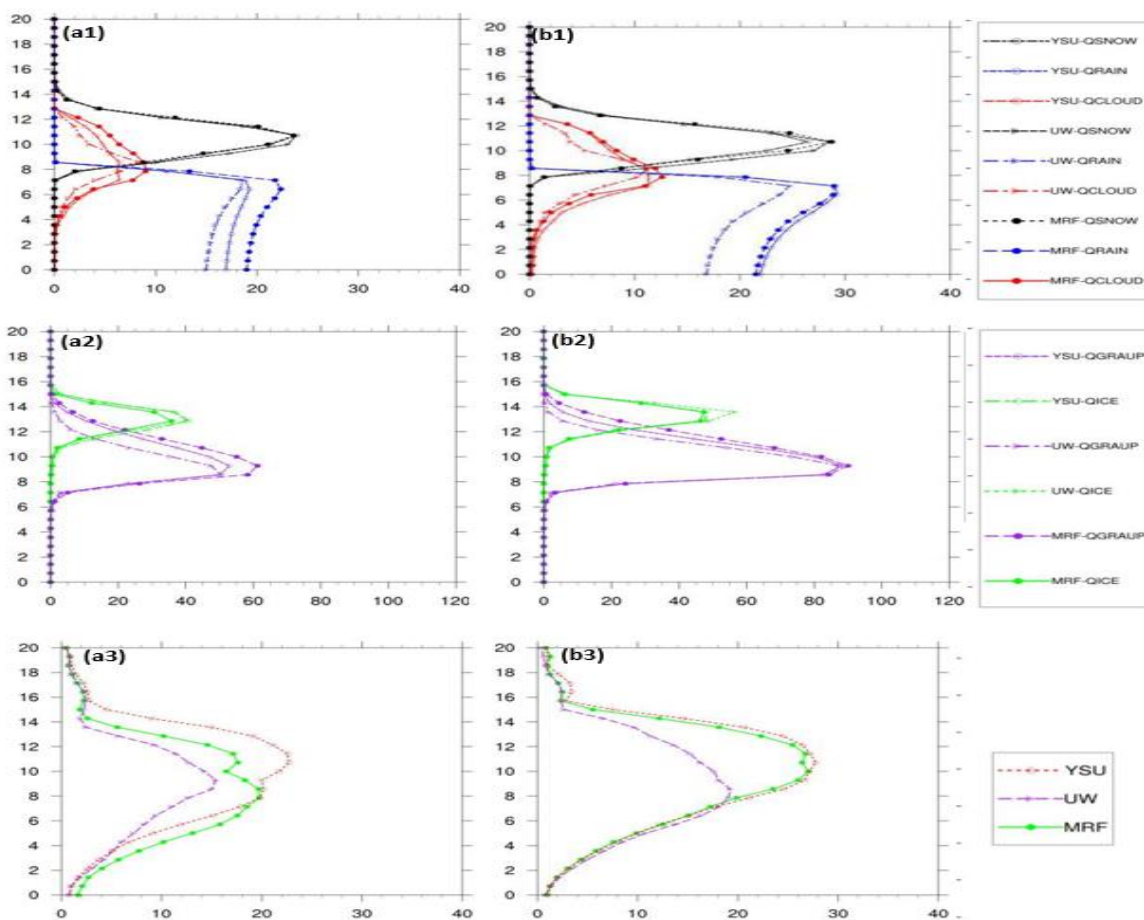 (a1)
20
18
16
14
12
10
8
6
4
2
0
0 10 20 30 40
(b1)
20
18
16
14
12
10
8
6
4
2
0
0 10 20 30 40
YSU-QSNOW
YSU-QRAIN
YSU-QCLOUD
UW-QSNOW
UW-QRAIN
UW-QCLOUD
MRF-QSNOW
MRF-QRAIN
MRF-QCLOUD
(a2)
20
18
16
14
12
10
8
6
4
2
0
0 20 40 60 80 100 120
(b2)
20
18
16
14
12
10
8
6
4
2
0
0 20 40 60 80 100 120
YSU-QGRAUP
YSU-QICE
UW-QGRAUP
UW-QICE
MRF-QGRAUP
MRF-QICE
(a3)
20
18
16
14
12
10
8
6
4
2
0
0 10 20 30 40
(b3)
20
18
16
14
12
10
8
6
4
2
0
0 10 20 30 40
YSU
UW
MRF